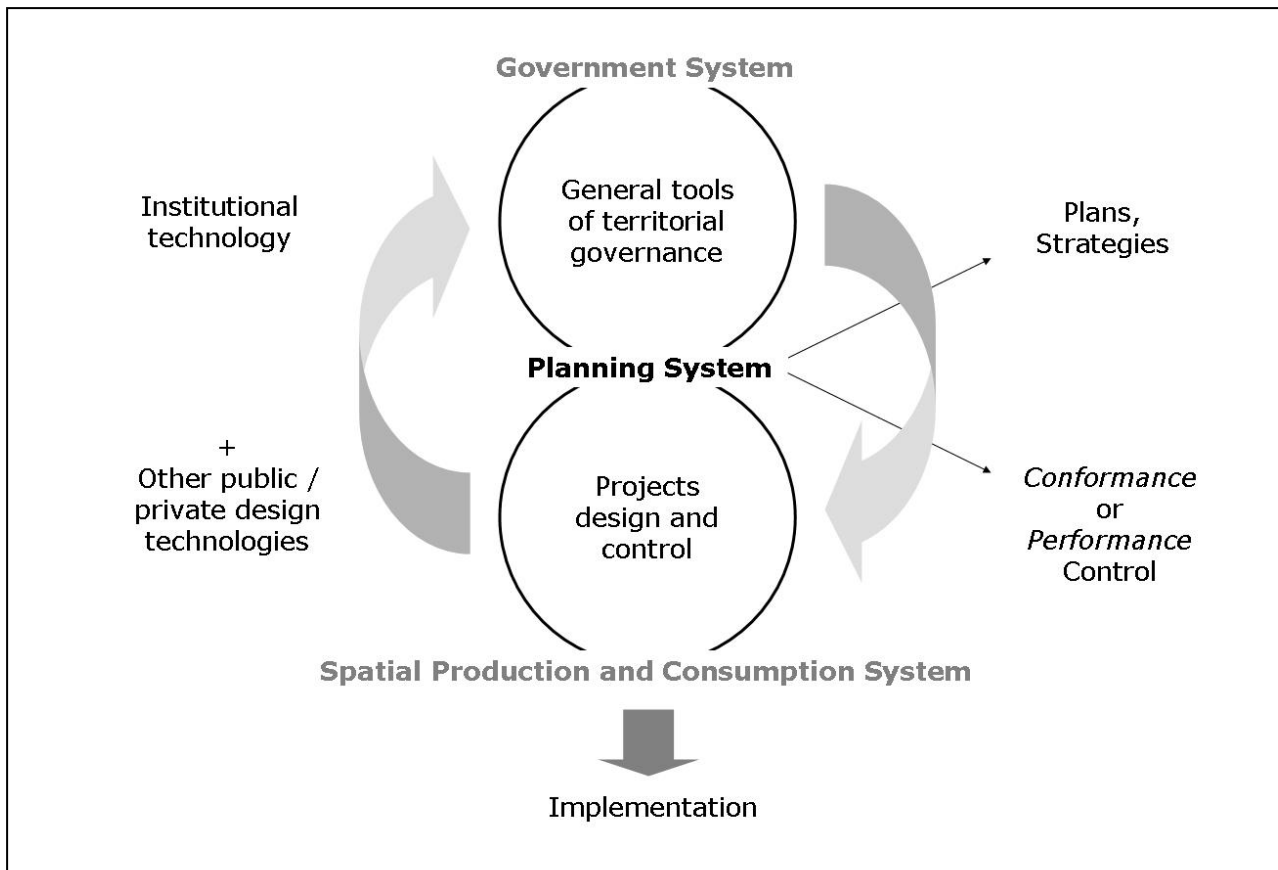 Government System
Institutional
technology
General tools
of territorial
governance
Plans,
Strategies
Planning System
+
Other public /
private design
technologies
Projects
design and
control
Conformance
or
Performance
Control
Spatial Production and Consumption System
Implementation